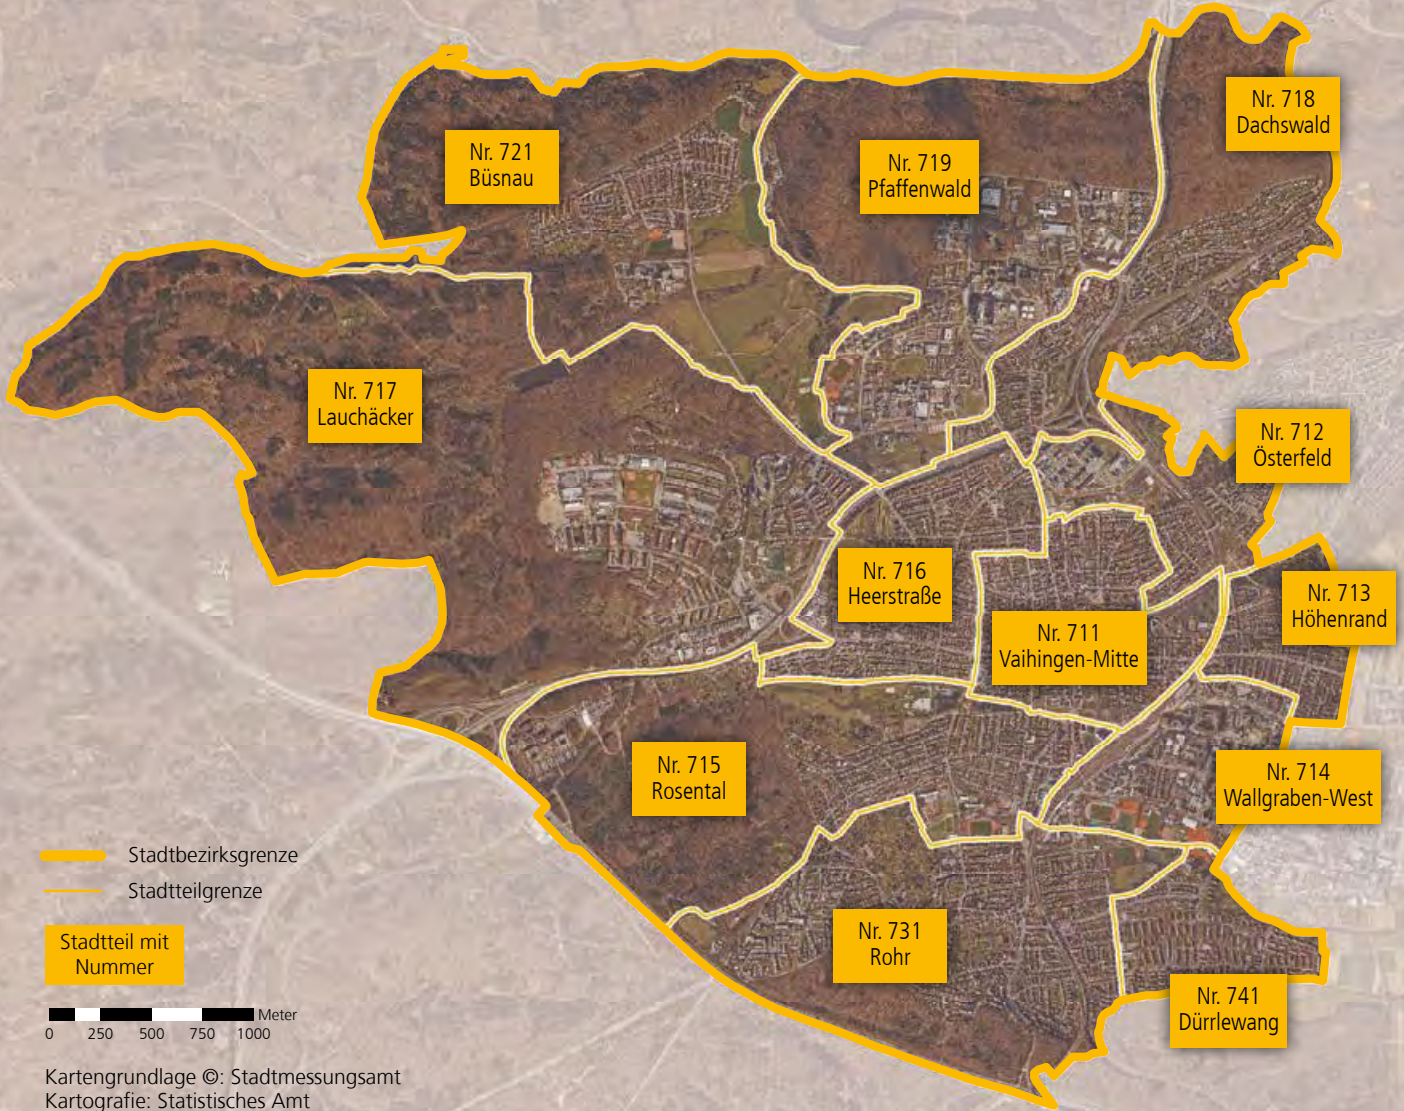 Nr. 718
Dachswald
Nr. 721
Büsnau
Nr. 719
Pfaffenwald
Nr. 717
Lauchäcker
Nr. 712
Österfeld
Nr. 716
Heerstraße
Nr. 713
Höhenrand
Nr. 711
Vaihingen-Mitte
Nr. 715
Rosental
Nr. 714
Wallgraben-West
Stadtbezirksgrenze
Stadtteilgrenze
Stadtteil mit
Nummer
Nr. 731
Rohr
Nr. 741
Dürrlewang
Meter
0 250 500 750 1000
Kartengrundlage ©: Stadtmessungsamt
Kartografie: Statistisches Amt